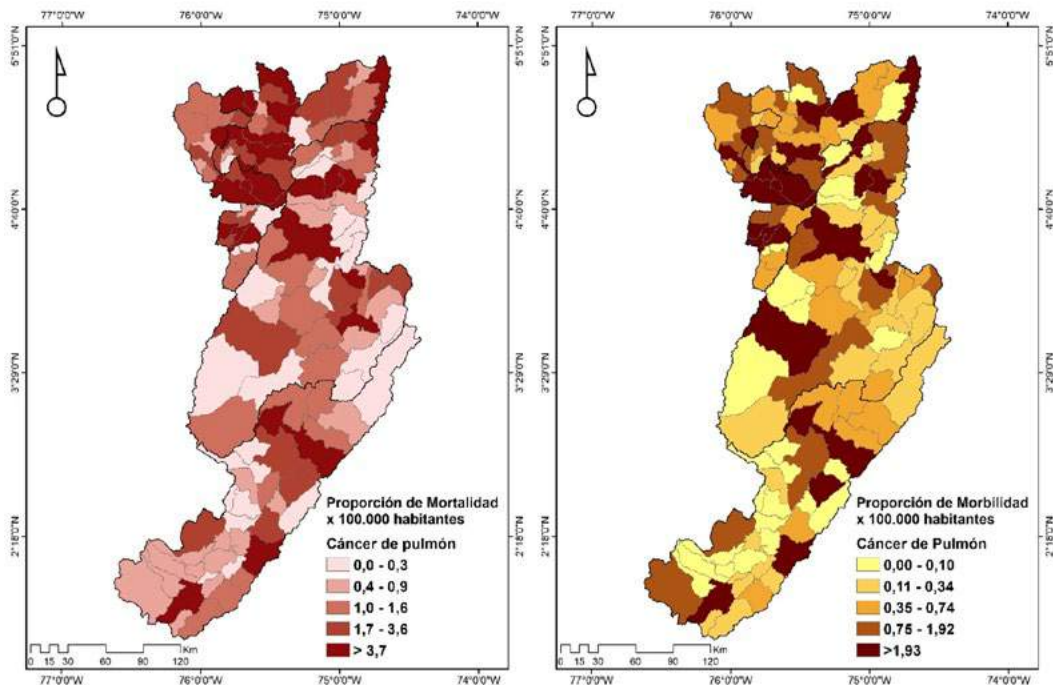 77°0'0"W 76°0'0"W 75°0'0"W 74°0'0"W
5°51'0"N
4°40'0"N
3°29'0"N
2°18'0"N
Proporción de Mortalidad
x 100.000 habitantes
Cáncer de pulmón
0,0 - 0,3
0,4 - 0,9
1,0 - 1,6
1,7 - 3,6
> 3,7
Km
0 15 30 60 90 120
77°0'0"W 76°0'0"W 75°0'0"W 74°0'0"W
77°0'0"W 76°0'0"W 75°0'0"W 74°0'0"W
5°51'0"N
4°40'0"N
3°29'0"N
2°18'0"N
Proporción de Morbilidad
x 100.000 habitantes
Cáncer de Pulmón
0,00 - 0,10
0,11 - 0,34
0,35 - 0,74
0,75 - 1,92
>1,93
Km
0 15 30 60 90 120
77°0'0"W 76°0'0"W 75°0'0"W 74°0'0"W